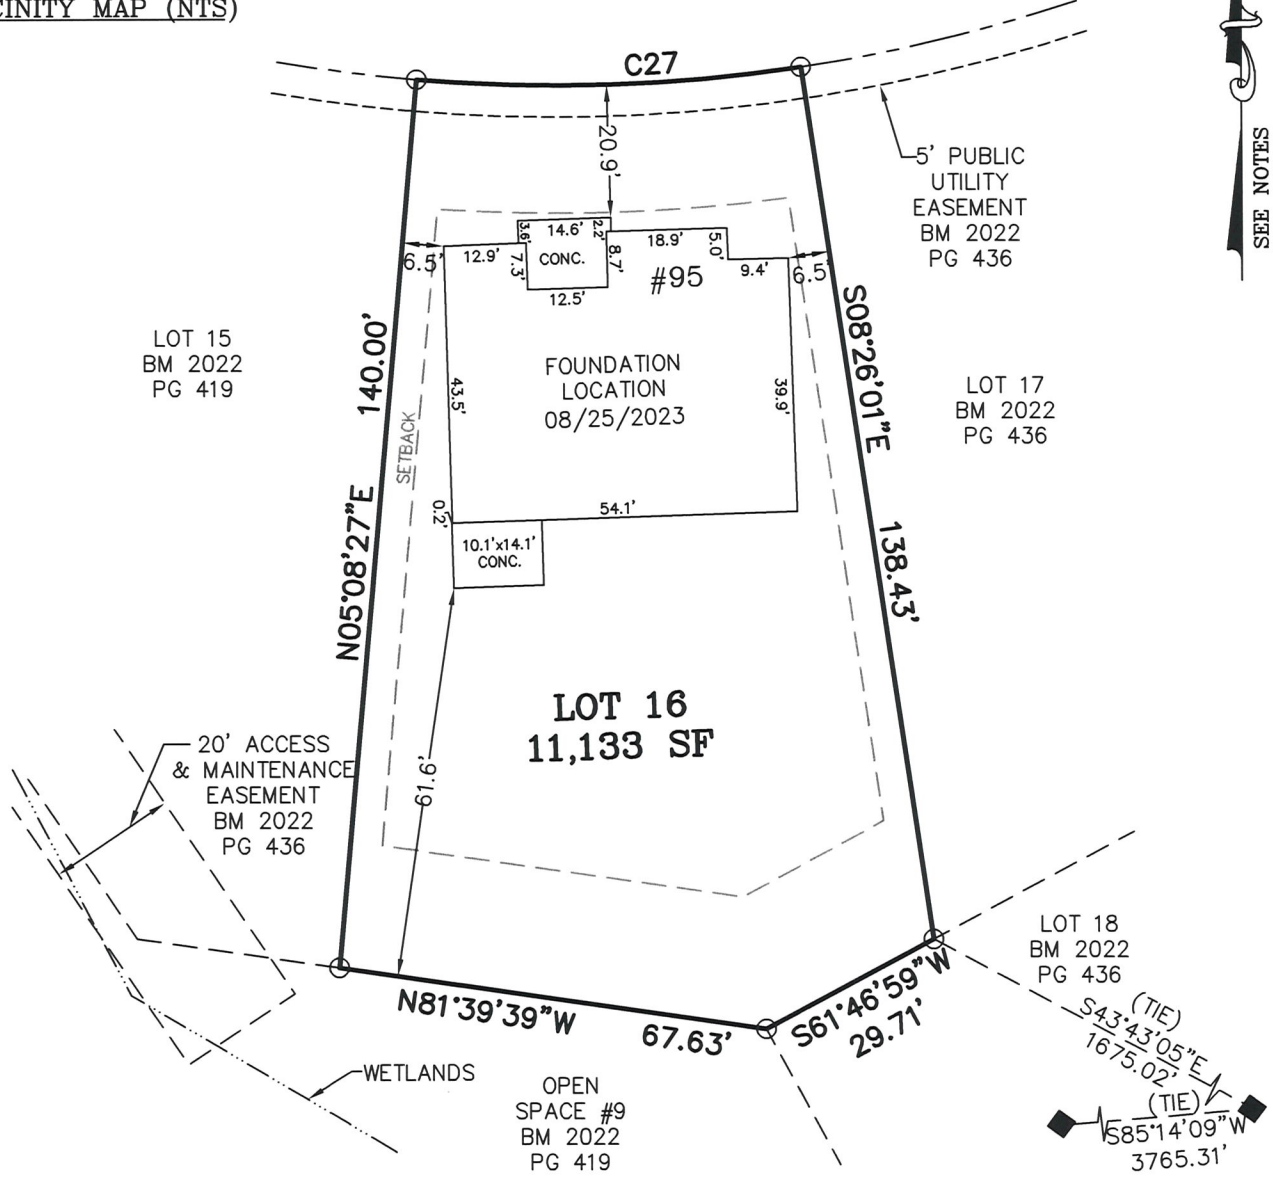 CINITY MAP (NTS)
C27
SEE NOTES
20.9'
5' PUBLIC
UTILITY
EASEMENT
BM 2022
PG 436
3.6'
14.6'
2.2'
18.9'
5.0'
6.5'
12.9'
7.3'
CONC.
8.7'
#95
9.4'
6.5'
12.5'
LOT 15
BM 2022
PG 419
140.00'
N05°08'27"E
SETBACK
43.5'
FOUNDATION
LOCATION
08/25/2023
39.9'
S08°26'01"E
138.43'
LOT 17
BM 2022
PG 436
0.2'
54.1'
10.1'x14.1'
CONC.
LOT 16
11,133 SF
61.6'
20' ACCESS
& MAINTENANCE
EASEMENT
BM 2022
PG 436
N81°39'39"W
67.63'
S61°46'59"W
29.71'
LOT 18
BM 2022
PG 436
(TIE)
S43°43'05"E
1675.02'
(TIE)
S85°14'09"W
3765.31'
WETLANDS
OPEN
SPACE #9
BM 2022
PG 419